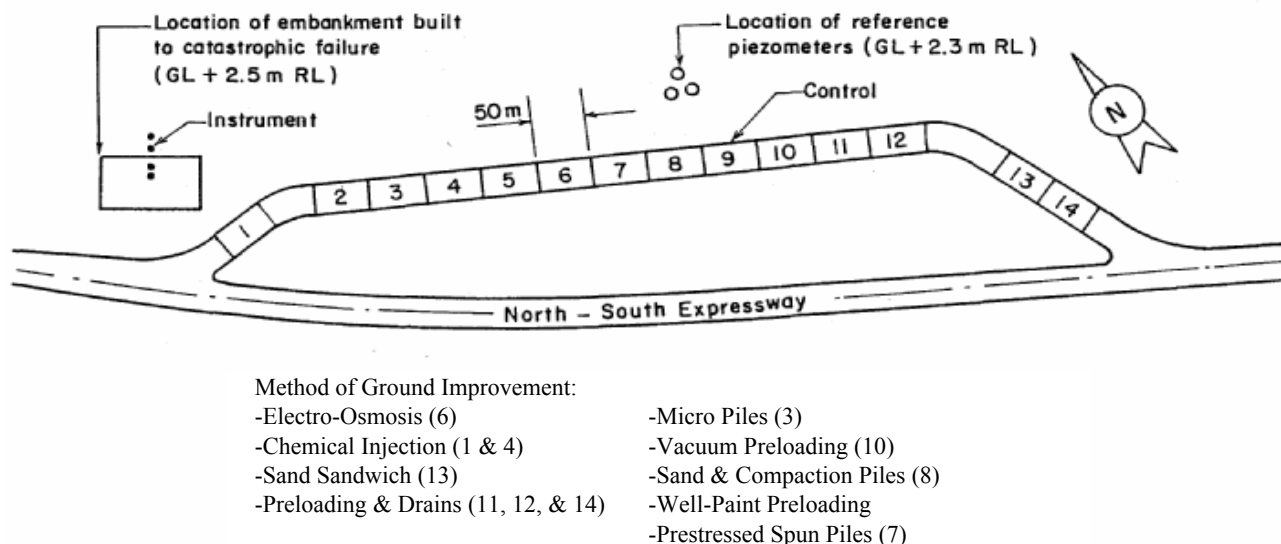 Location of embankment built
to catastrophic failure
(GL + 2.5 m RL)
Instrument
Location of reference
piezometers (GL + 2.3 m RL)
Control
50 m
N
1
2
3
4
5
6
7
8
9
10
11
12
13
14
North - South Expressway
Method of Ground Improvement:
-Electro-Osmosis (6)
-Chemical Injection (1 & 4)
-Sand Sandwich (13)
-Preloading & Drains (11, 12, & 14)
-Micro Piles (3)
-Vacuum Preloading (10)
-Sand & Compaction Piles (8)
-Well-Paint Preloading
-Prestressed Spun Piles (7)